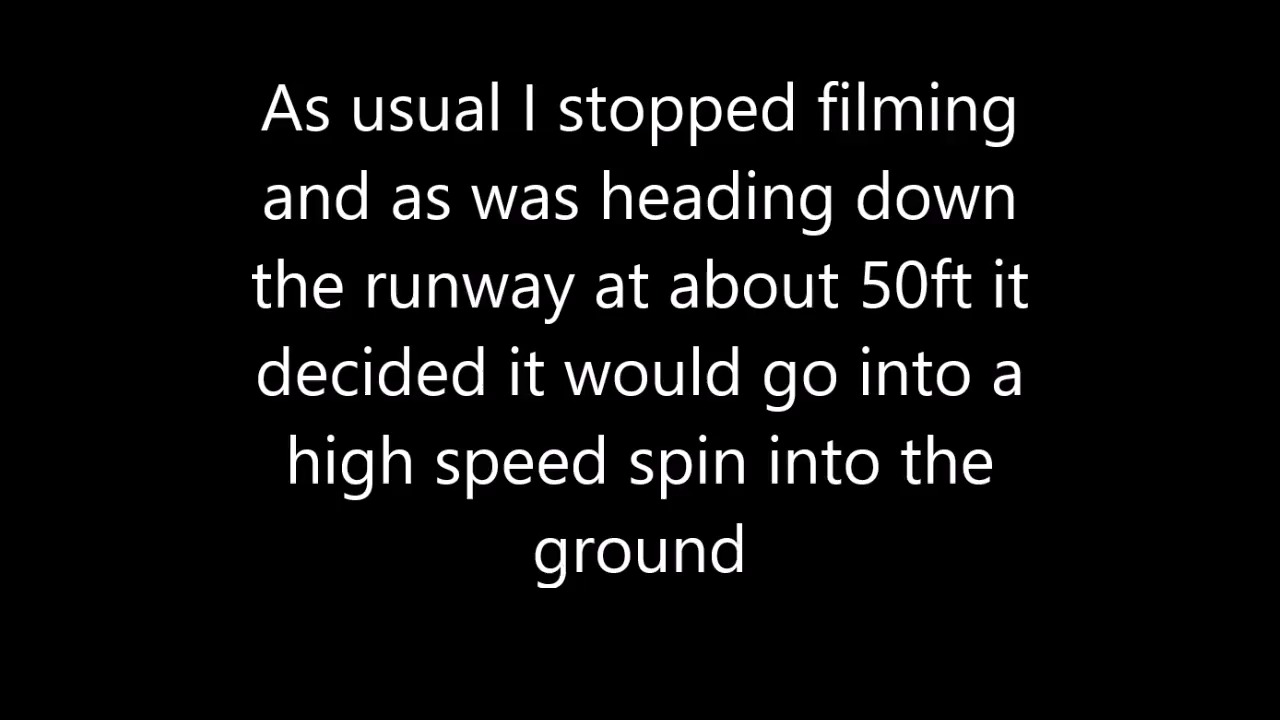 As usual I stopped filming
and as was heading down
the runway at about 50ft it
decided it would go into a
high speed spin into the
ground